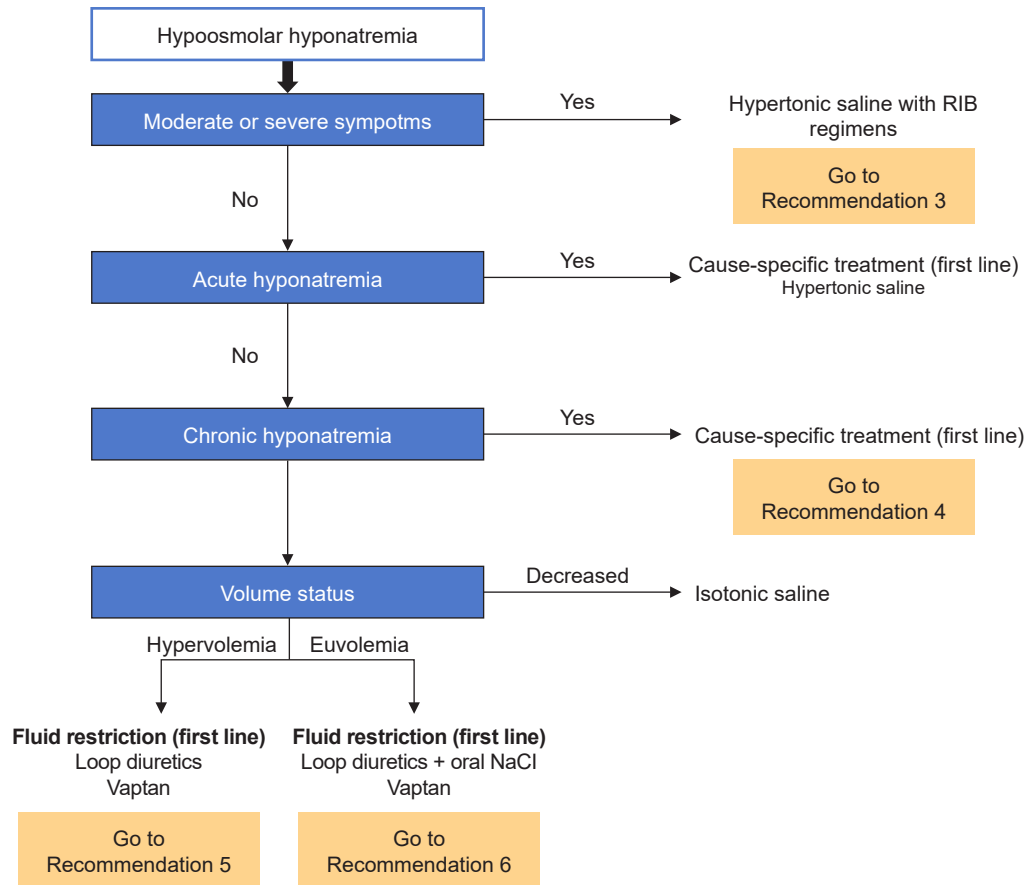 Hypoosmolar hyponatremia
Moderate or severe sympotms
Yes
Hypertonic saline with RIB
regimens
Go to
Recommendation 3
No
Acute hyponatremia
Yes
Cause-specific treatment (first line)
Hypertonic saline
No
Chronic hyponatremia
Yes
Cause-specific treatment (first line)
Go to
Recommendation 4
Volume status
Decreased
Isotonic saline
Hypervolemia
Euvolemia
Fluid restriction (first line)
Loop diuretics
Vaptan
Go to
Recommendation 5
Fluid restriction (first line)
Loop diuretics + oral NaCl
Vaptan
Go to
Recommendation 6